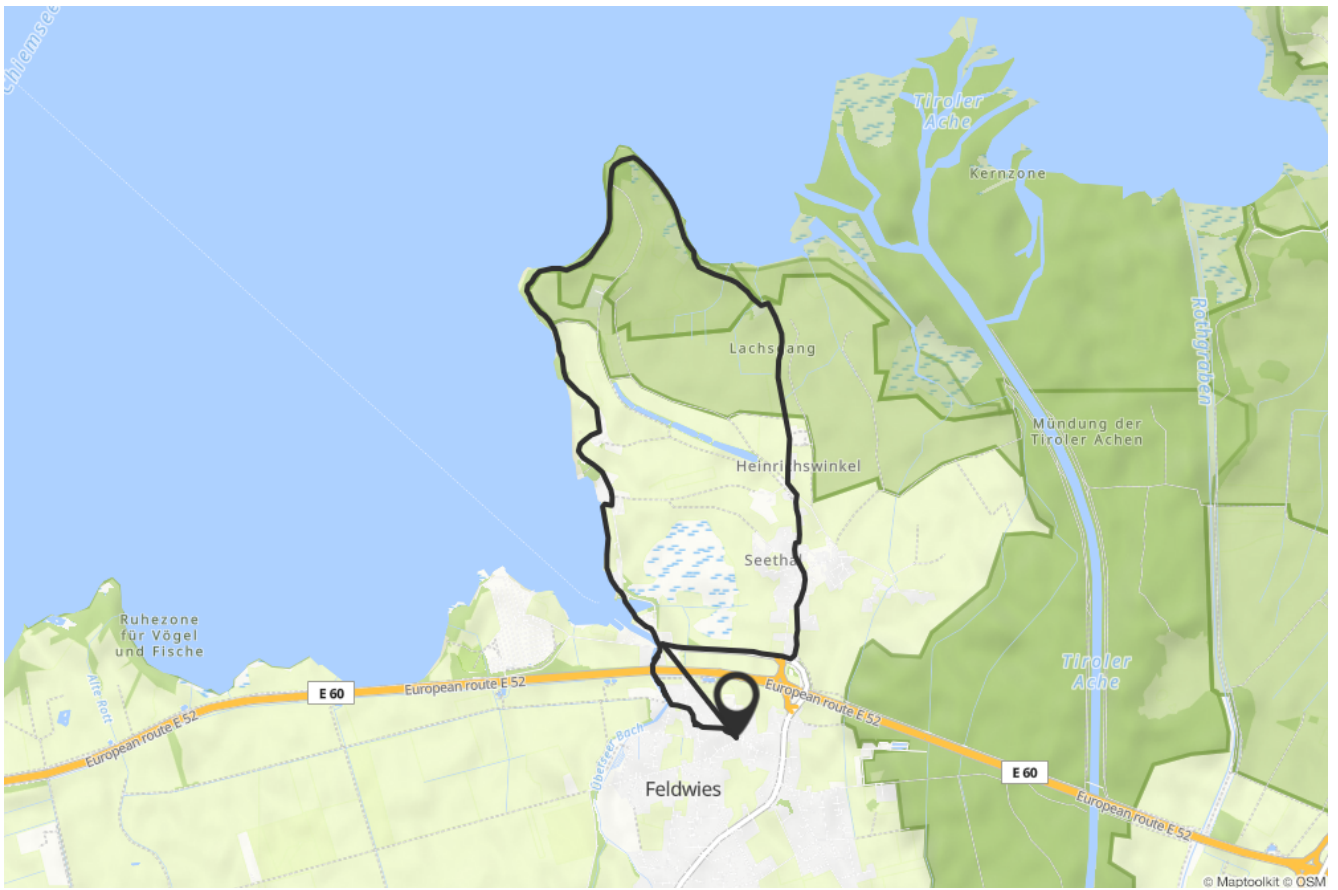 Chiemsee
Tiroler
Ache
Kernzone
Rothgraben
Lachsgang
Mündung der
Tiroler Achen
Heinrichswinkel
Seethal
Ruhezone
für Vögel
und Fische
Alte Rott
Tiroler
Ache
E 60
European route E 52
European route E 52
European route E 52
Überseer Bach
E 60
Feldwies
European route E 52
© Maptoolkit © OSM